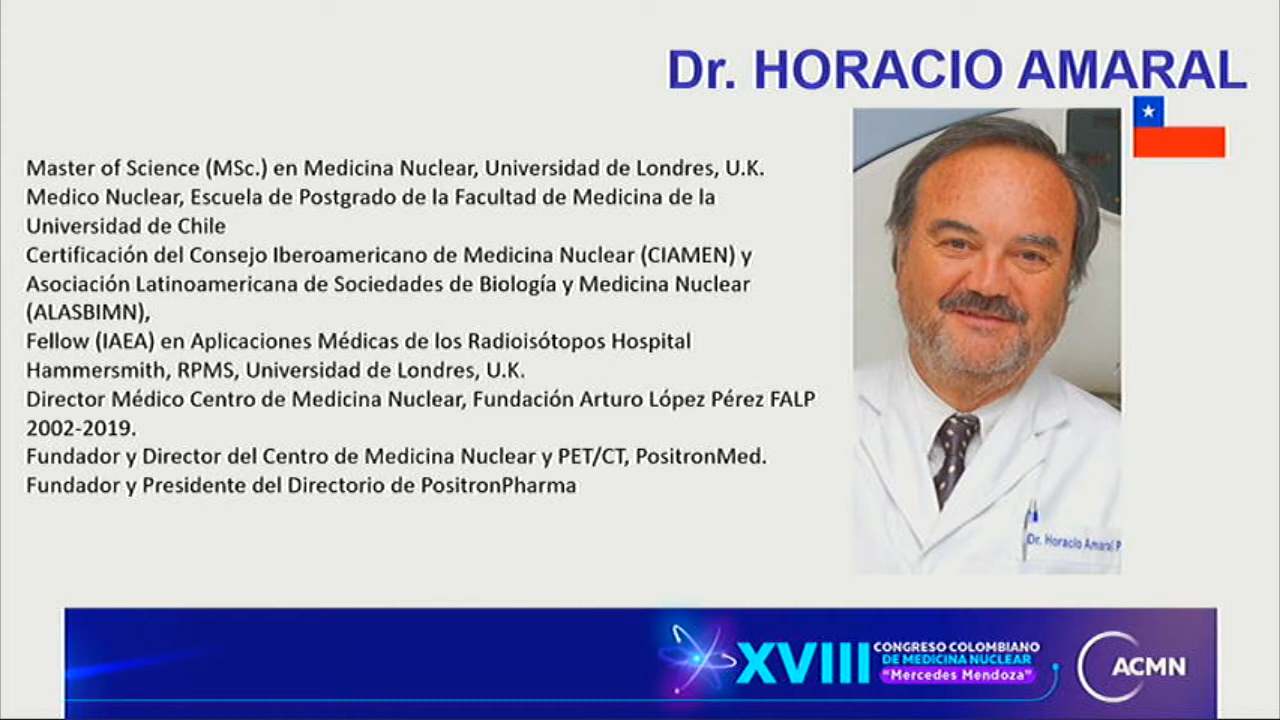 Dr. HORACIO AMARAL
Master of Science (MSc.) en Medicina Nuclear, Universidad de Londres, U.K.
Medico Nuclear, Escuela de Postgrado de la Facultad de Medicina de la
Universidad de Chile
Certificación del Consejo Iberoamericano de Medicina Nuclear (CIAMEN) y
Asociación Latinoamericana de Sociedades de Biología y Medicina Nuclear
(ALASBIMN),
Fellow (IAEA) en Aplicaciones Médicas de los Radioisótopos Hospital
Hammersmith, RPMS, Universidad de Londres, U.K.
Director Médico Centro de Medicina Nuclear, Fundación Arturo López Pérez FALP
2002-2019.
Fundador y Director del Centro de Medicina Nuclear y PET/CT, PositronMed.
Fundador y Presidente del Directorio de PositronPharma
Dr. Horacio Amaral P
XVIII
CONGRESO COLOMBIANO
DE MEDICINA NUCLEAR
"Mercedes Mendoza"
ACMN